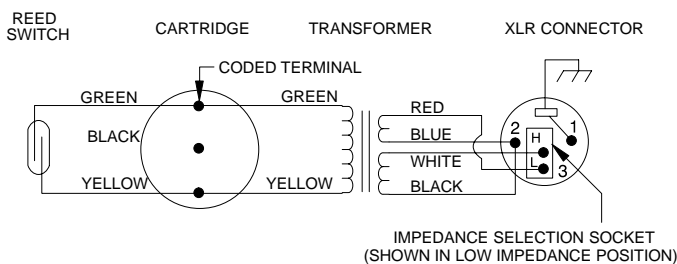 REED
SWITCH
CARTRIDGE
TRANSFORMER
XLR CONNECTOR
CODED TERMINAL
GREEN
GREEN
RED
BLACK
BLUE
2
H
1
WHITE
L
3
YELLOW
YELLOW
BLACK
IMPEDANCE SELECTION SOCKET
(SHOWN IN LOW IMPEDANCE POSITION)